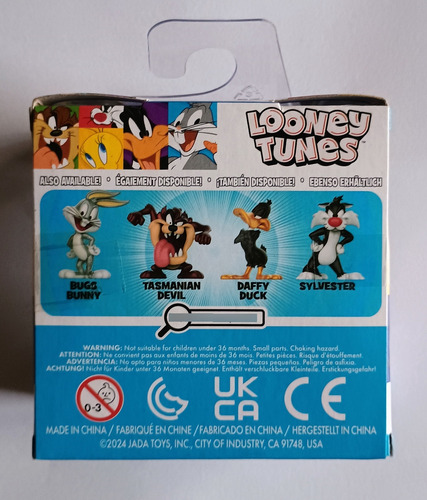 LOONEY
TUNES
ALSO AVAILABLE! • ÉGALEMENT DISPONIBLE! • ¡TAMBIÉN DISPONIBLE! • EBENSO ERHÄLTLICH
BUGS
BUNNY
TASMANIAN
DEVIL
DAFFY
DUCK
SYLVESTER
WARNING: Not suitable for children under 36 months. Small parts. Choking hazard.
ATTENTION: Ne convient pas aux enfants de moins de 36 mois. Petites pièces. Risque d'étouffement.
ADVERTENCIA: No apto para niños menores de 36 meses. Piezas pequeñas. Peligro de asfixia.
ACHTUNG! Nicht für Kinder unter 36 Monaten geeignet. Enthält verschluckbare Kleinteile. Erstickungsgefahr!
0-3
UK
CA
CE
MADE IN CHINA / FABRIQUÉ EN CHINE / FABRICADO EN CHINA / HERGESTELLT IN CHINA
©2024 JADA TOYS, INC., CITY OF INDUSTRY, CA 91748, USA